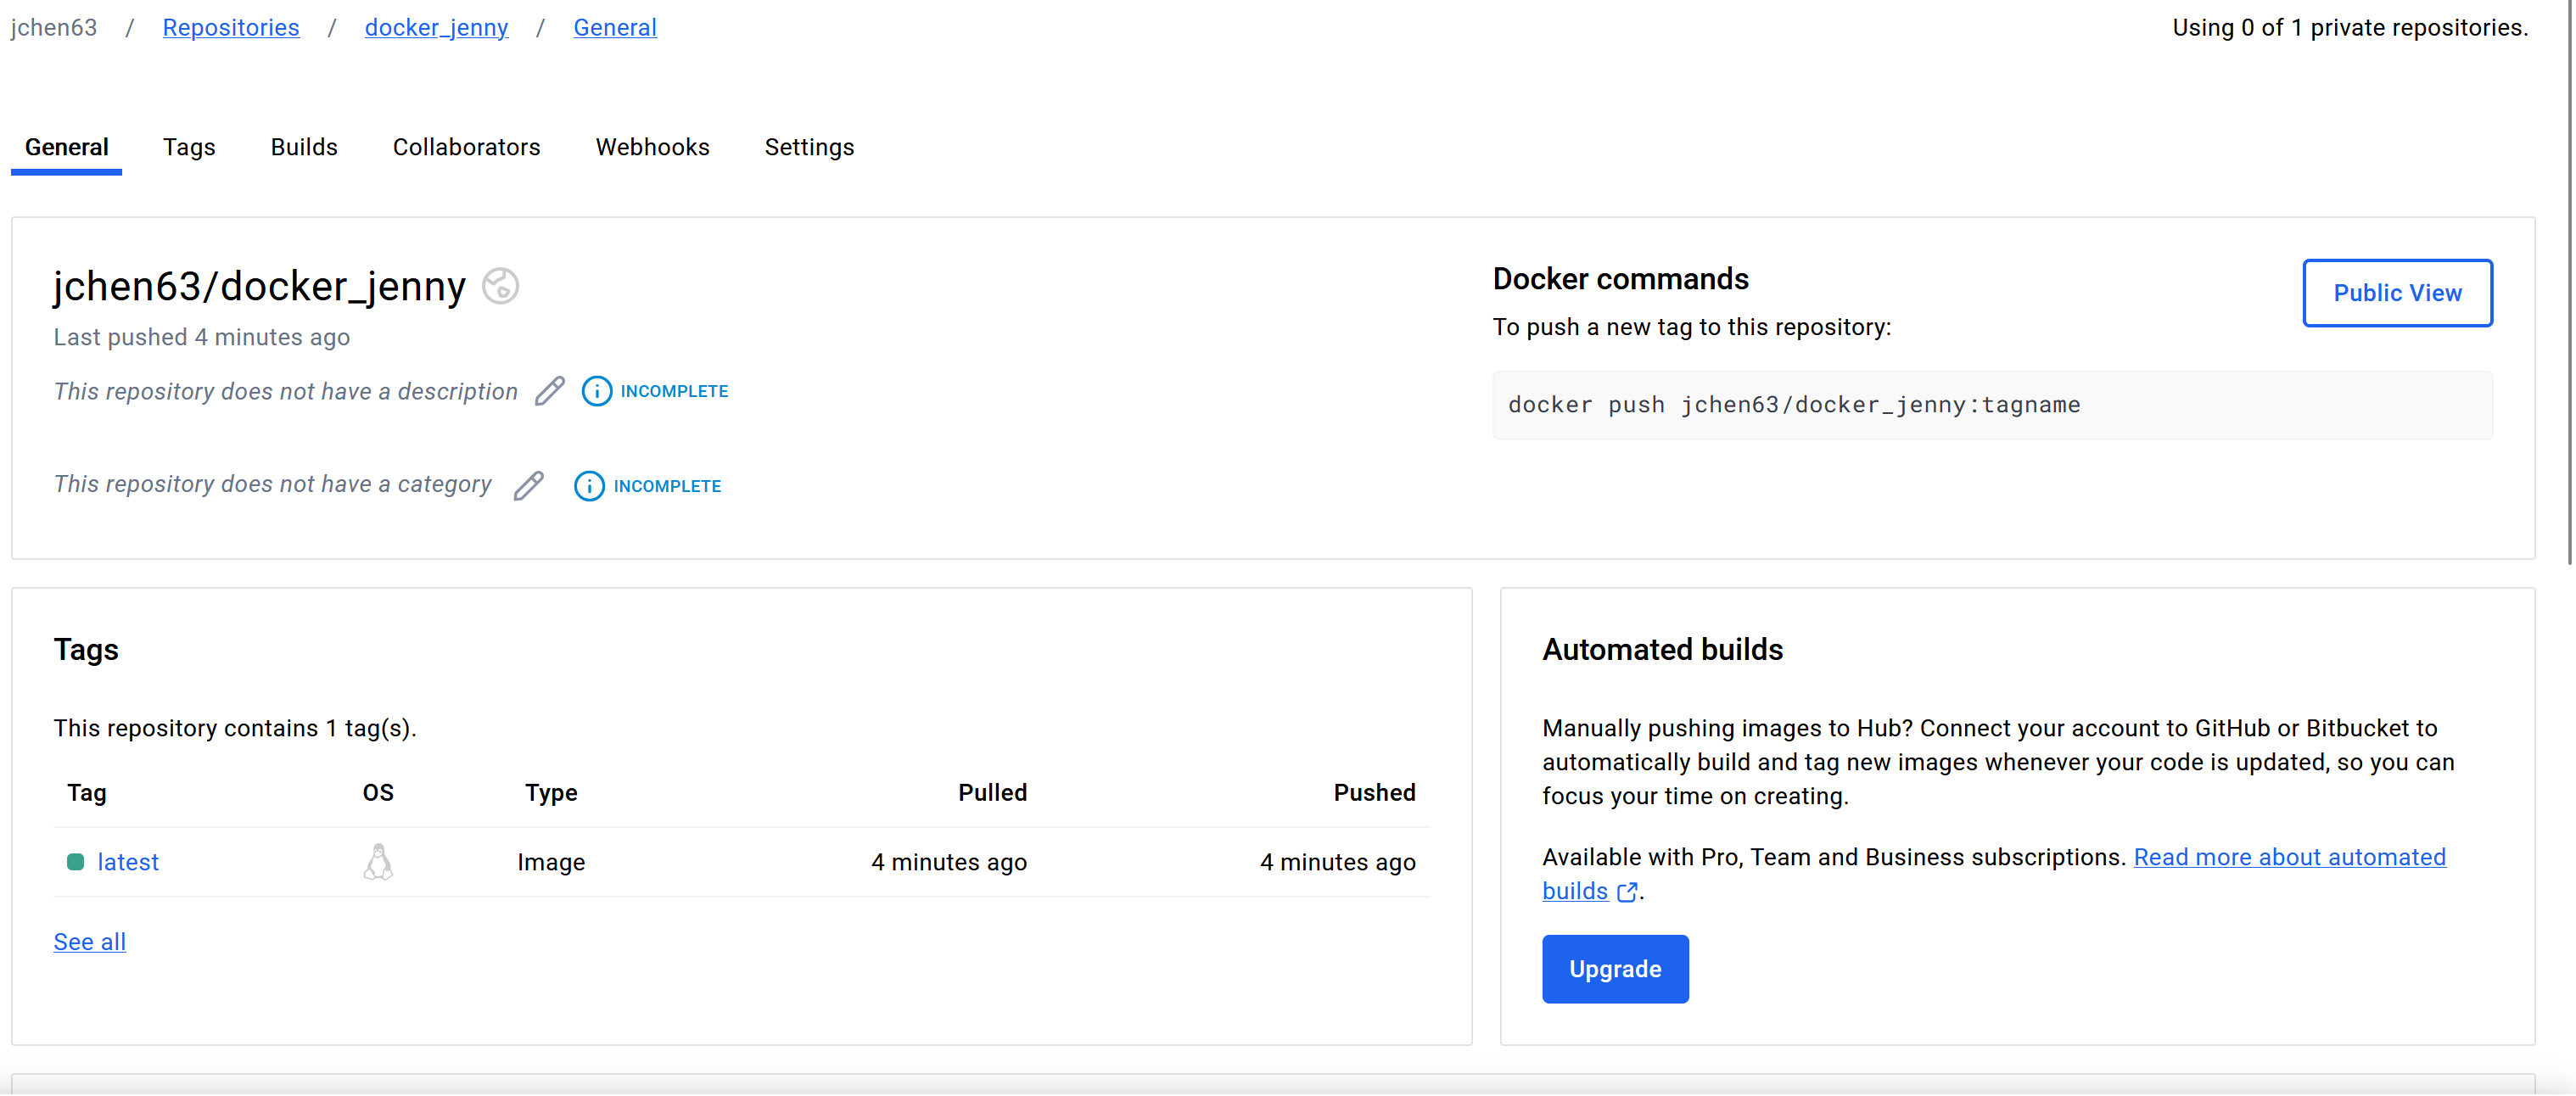 jchen63 / Repositories / docker_jenny / General
Using 0 of 1 private repositories.
General Tags Builds Collaborators Webhooks Settings
jchen63/docker_jenny
Last pushed 4 minutes ago
This repository does not have a description INCOMPLETE
This repository does not have a category INCOMPLETE
Docker commands
Public View
To push a new tag to this repository:
docker push jchen63/docker_jenny:tagname
Tags
This repository contains 1 tag(s).
Tag OS Type Pulled Pushed
latest Image 4 minutes ago 4 minutes ago
See all
Automated builds
Manually pushing images to Hub? Connect your account to GitHub or Bitbucket to
automatically build and tag new images whenever your code is updated, so you can
focus your time on creating.
Available with Pro, Team and Business subscriptions. Read more about automated
builds .
Upgrade